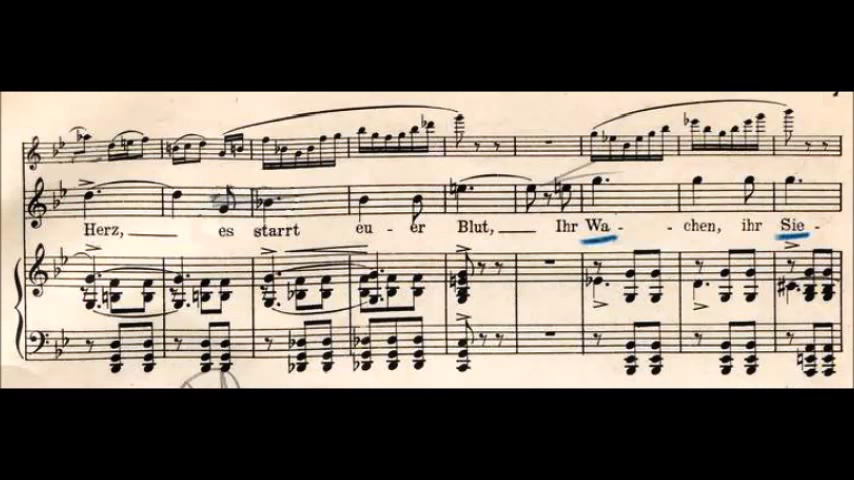 Herz, es starrt eu - er Blut, Ihr Wa - chen, ihr Sie -